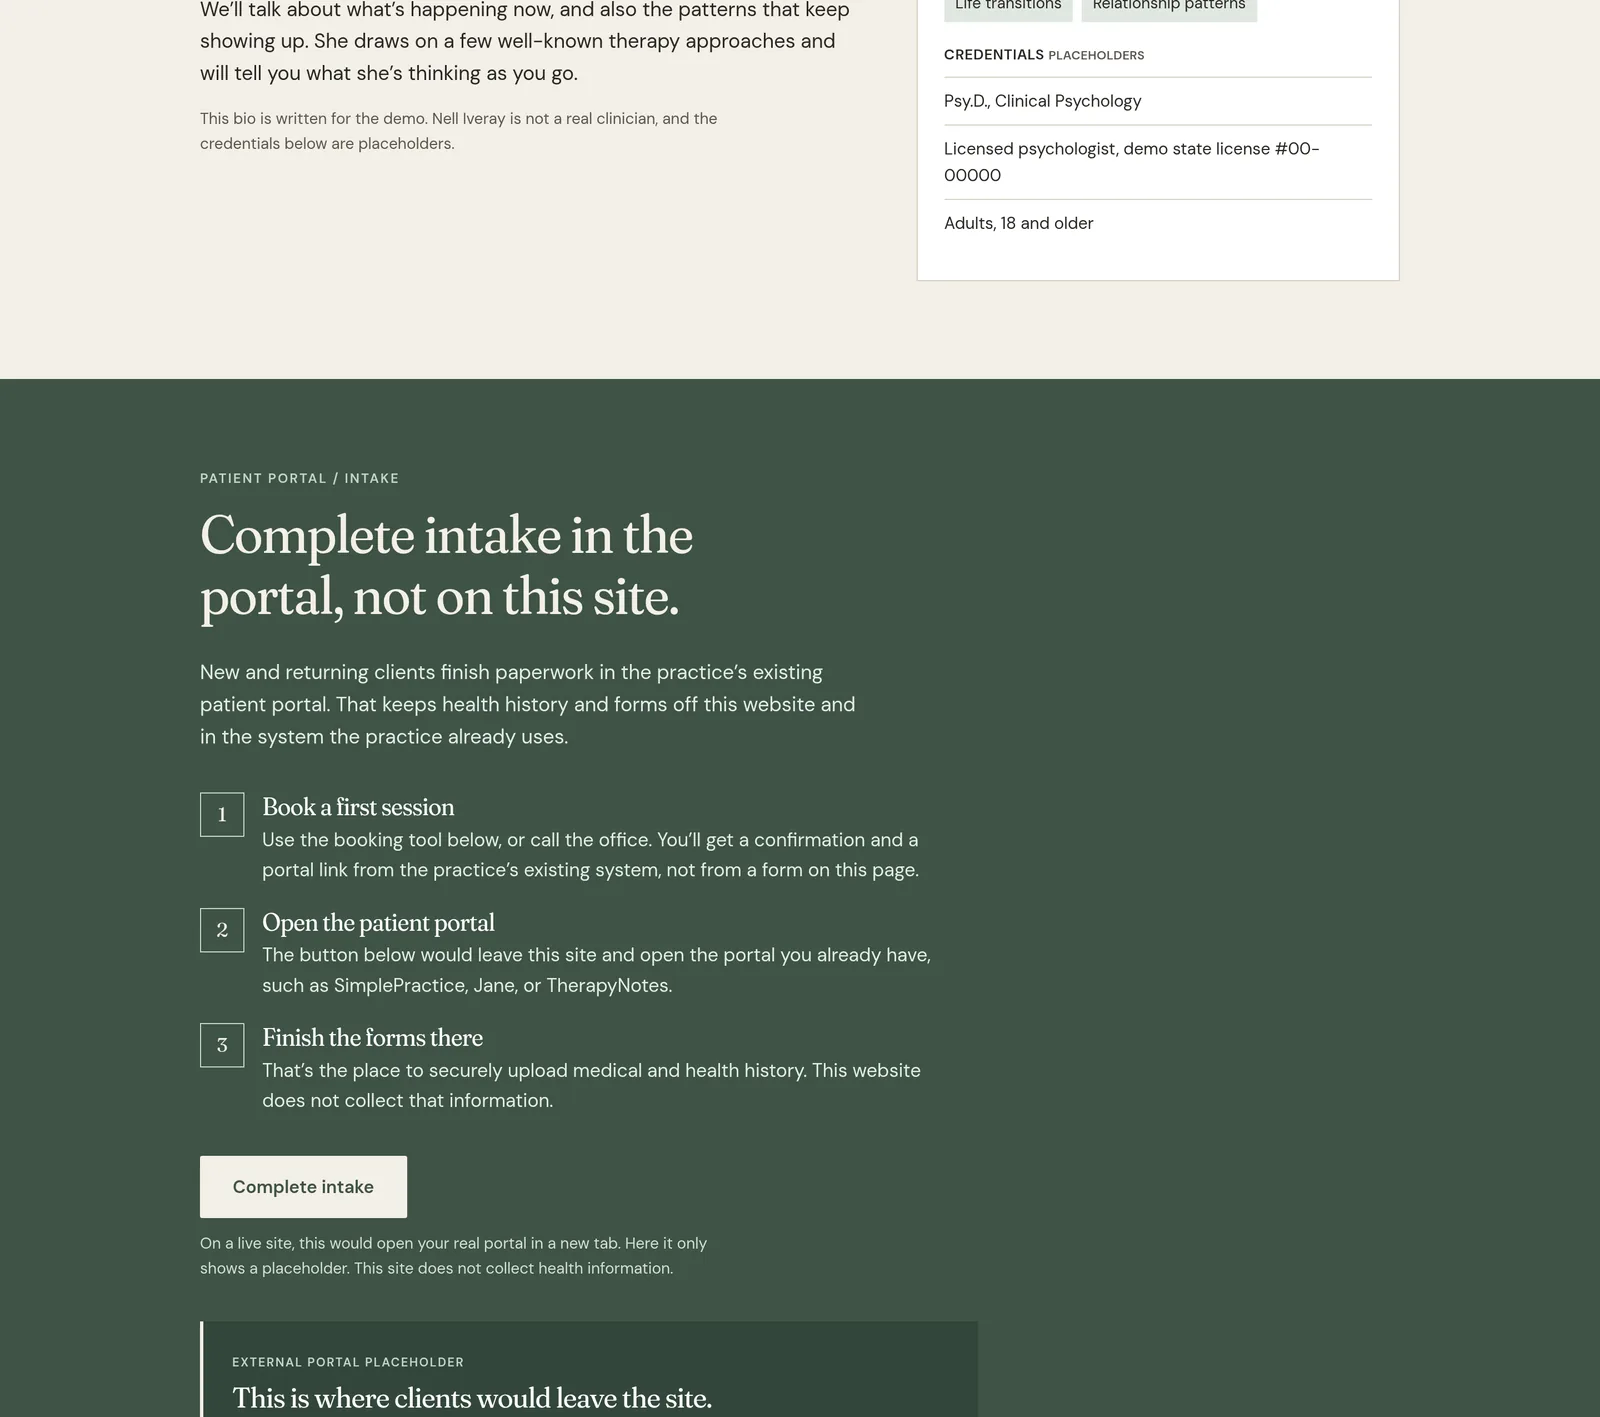 We’ll talk about what’s happening now, and also the patterns that keep
showing up. She draws on a few well-known therapy approaches and
will tell you what she’s thinking as you go.
This bio is written for the demo. Nell Iveray is not a real clinician, and the
credentials below are placeholders.
Life transitions
Relationship patterns
CREDENTIALS PLACEHOLDERS
Psy.D., Clinical Psychology
Licensed psychologist, demo state license #00-
00000
Adults, 18 and older
PATIENT PORTAL / INTAKE
Complete intake in the
portal, not on this site.
New and returning clients finish paperwork in the practice’s existing
patient portal. That keeps health history and forms off this website and
in the system the practice already uses.
1
Book a first session
Use the booking tool below, or call the office. You’ll get a confirmation and a
portal link from the practice’s existing system, not from a form on this page.
2
Open the patient portal
The button below would leave this site and open the portal you already have,
such as SimplePractice, Jane, or TherapyNotes.
3
Finish the forms there
That’s the place to securely upload medical and health history. This website
does not collect that information.
Complete intake
On a live site, this would open your real portal in a new tab. Here it only
shows a placeholder. This site does not collect health information.
EXTERNAL PORTAL PLACEHOLDER
This is where clients would leave the site.